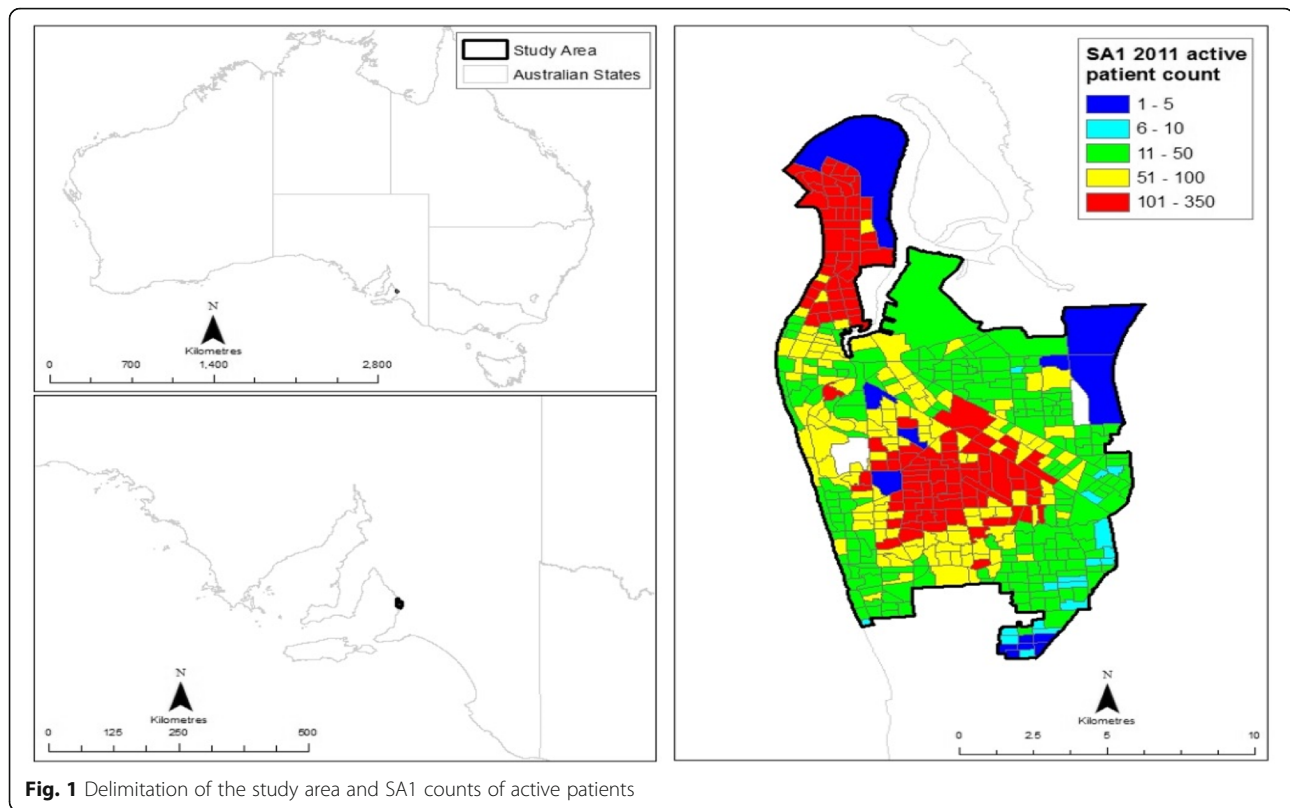 Study Area
Australian States
N
Kilometres
0 700 1,400 2,800
N
Kilometres
0 125 250 500
SA1 2011 active
patient count
1 - 5
6 - 10
11 - 50
51 - 100
101 - 350
N
Kilometres
0 2.5 5 10
Fig. 1 Delimitation of the study area and SA1 counts of active patients